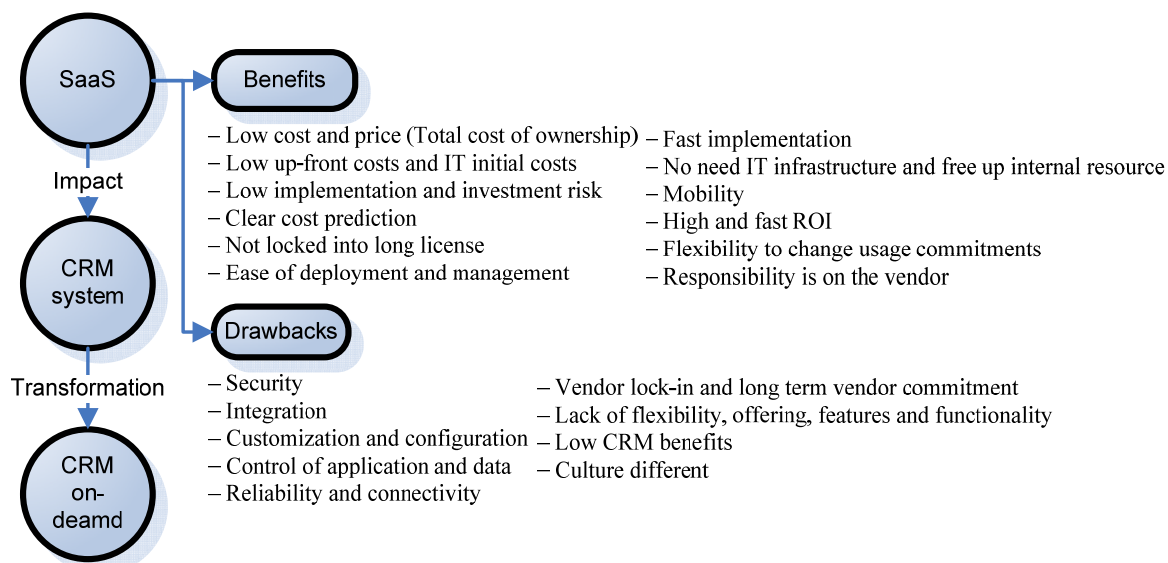 SaaS
Benefits
– Low cost and price (Total cost of ownership)
– Low up-front costs and IT initial costs
– Low implementation and investment risk
– Clear cost prediction
– Not locked into long license
– Ease of deployment and management
– Fast implementation
– No need IT infrastructure and free up internal resource
– Mobility
– High and fast ROI
– Flexibility to change usage commitments
– Responsibility is on the vendor
Impact
CRM
system
Drawbacks
– Security
– Integration
– Customization and configuration
– Control of application and data
– Reliability and connectivity
– Vendor lock-in and long term vendor commitment
– Lack of flexibility, offering, features and functionality
– Low CRM benefits
– Culture different
Transformation
CRM
on-
deamd